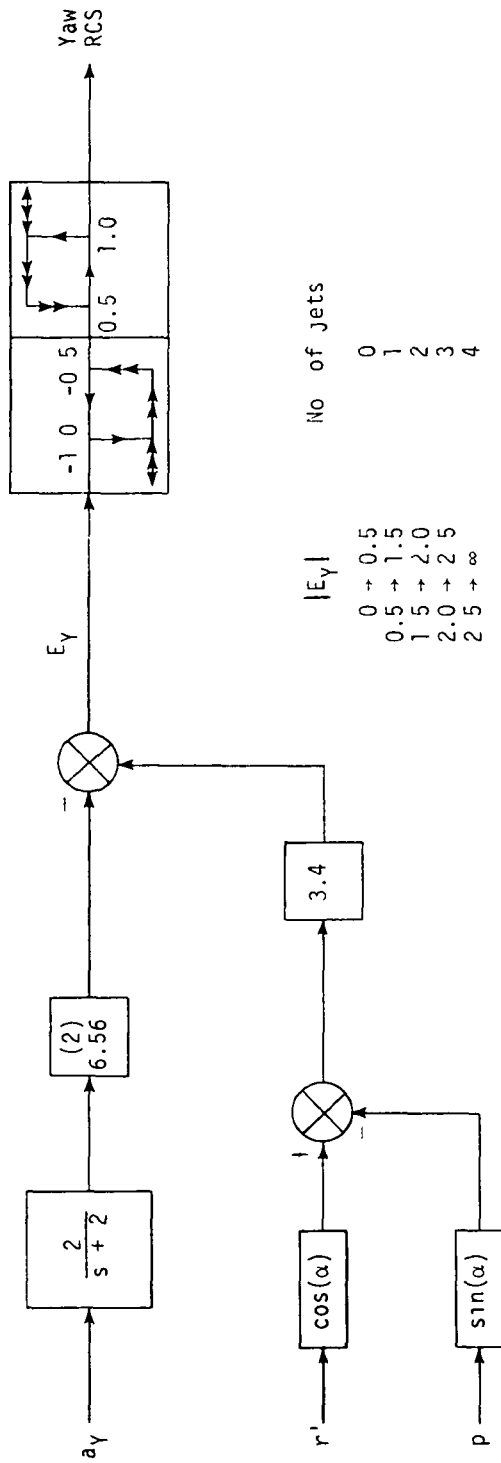 a_y
2
s + 2
(2)
6.56
−
E_Y
-1 0
-0 5
0.5
1.0
Yaw
RCS
r'
cos(α)
+
−
3.4
p
sin(α)
|E_Y| No of jets
0 → 0.5 0
0.5 → 1.5 1
1 5 → 2.0 2
2.0 → 2 5 3
2 5 → ∞ 4